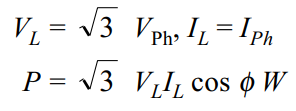 V_L = √3 V_Ph, I_L = I_Ph
P = √3 V_L I_L cos ϕ W